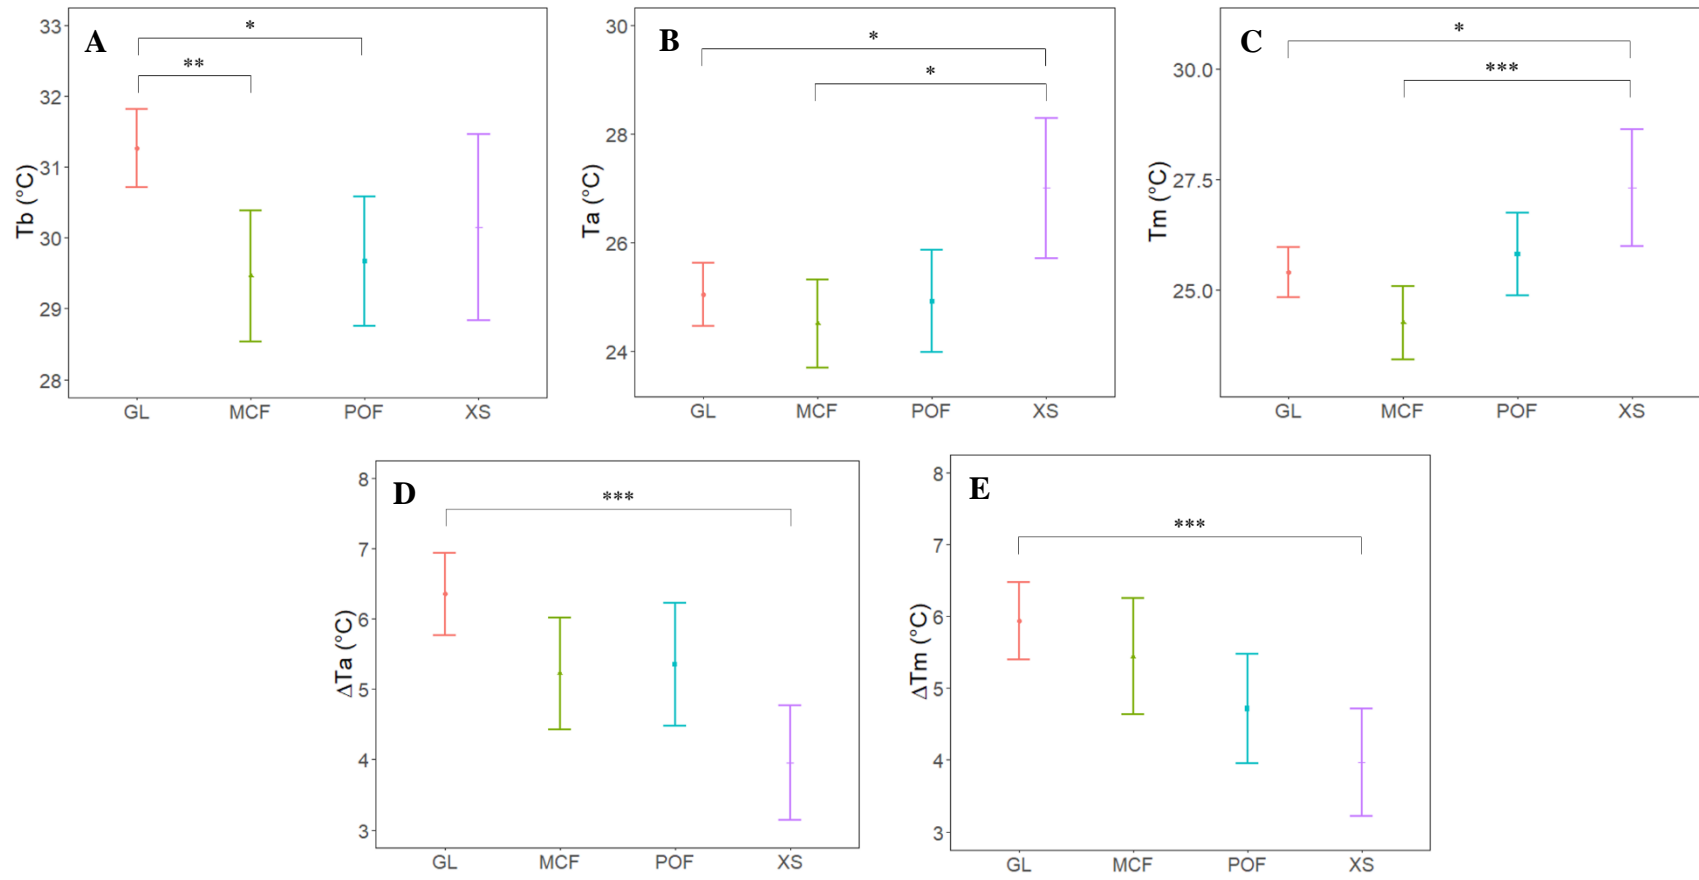 A
Tb (°C)
33
32
31
30
29
28
*
**
GL MCF POF XS
B
Ta (°C)
30
28
26
24
*
*
GL MCF POF XS
C
Tm (°C)
30.0
27.5
25.0
*
***
GL MCF POF XS
D
ΔTa (°C)
8
7
6
5
4
3
***
GL MCF POF XS
E
ΔTm (°C)
8
7
6
5
4
3
***
GL MCF POF XS